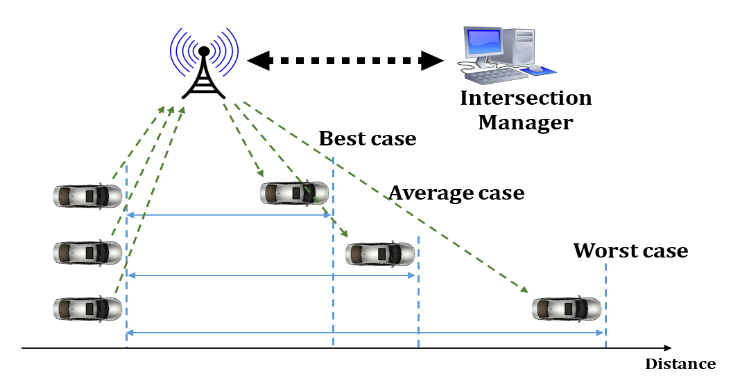 Intersection
Manager
Best case
Average case
Worst case
Distance